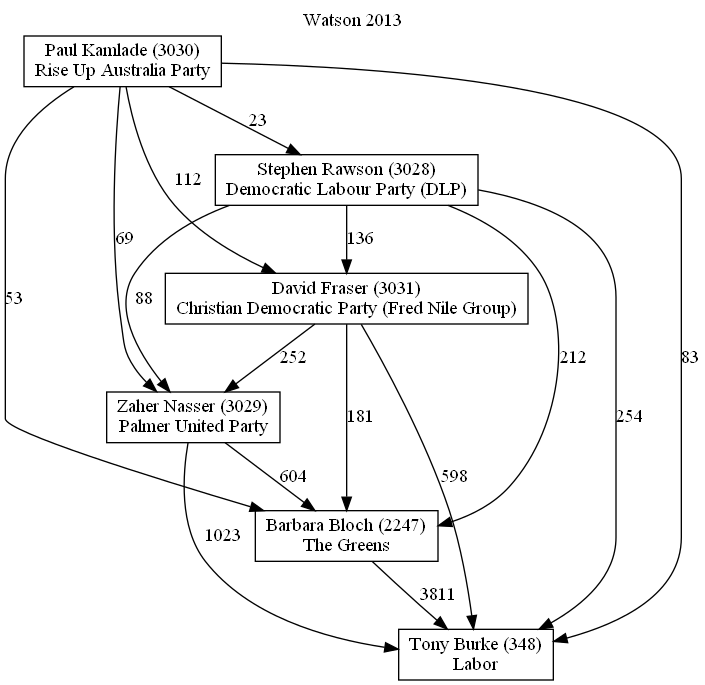 Watson 2013
Paul Kamlade (3030)
Rise Up Australia Party
23
Stephen Rawson (3028)
Democratic Labour Party (DLP)
112
69
136
David Fraser (3031)
Christian Democratic Party (Fred Nile Group)
53
88
252
212
83
Zaher Nasser (3029)
Palmer United Party
181
254
604
598
Barbara Bloch (2247)
The Greens
1023
3811
Tony Burke (348)
Labor